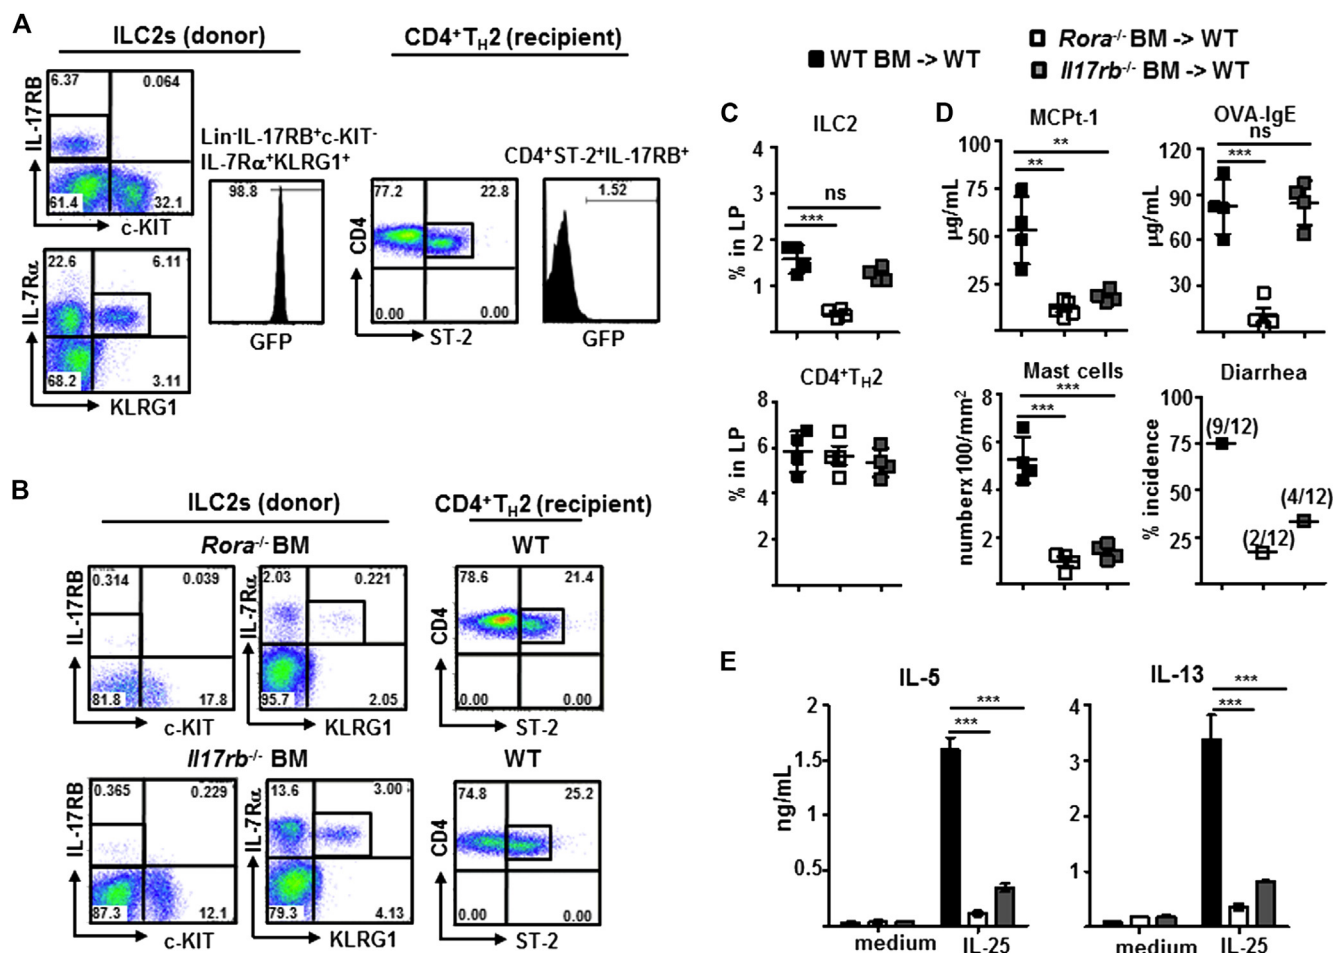 A
ILC2s (donor)
CD4+TH2 (recipient)
IL-17RB
6.37
0.064
61.4
32.1
c-KIT
Lin-IL-17RB+c-KIT-
IL-7Rα+KLRG1+
98.8
GFP
CD4
77.2
22.8
0.00
0.00
ST-2
CD4+ST-2+IL-17RB+
1.52
GFP
IL-7Rα
22.6
6.11
68.2
3.11
KLRG1
B
ILC2s (donor)
CD4+TH2 (recipient)
Rora-/- BM
WT
IL-17RB
0.314
0.039
81.8
17.8
c-KIT
IL-7Rα
2.03
0.221
95.7
2.05
KLRG1
CD4
78.6
21.4
0.00
0.00
ST-2
Il17rb-/- BM
WT
IL-17RB
0.365
0.229
87.3
12.1
c-KIT
IL-7Rα
13.6
3.00
79.3
4.13
KLRG1
CD4
74.8
25.2
0.00
0.00
ST-2
WT BM -> WT
Rora-/- BM -> WT
Il17rb-/- BM -> WT
C
ILC2
% in LP
4
3
2
1
ns
***
CD4+TH2
% in LP
8
6
4
2
D
MCPt-1
µg/mL
100
75
50
25
**
**
OVA-IgE
µg/mL
120
90
60
30
ns
***
Mast cells
numberx100/mm2
8
6
4
2
***
***
Diarrhea
% incidence
100
75
50
25
(9/12)
(2/12)
(4/12)
E
IL-5
ng/mL
2
1.5
1
0.5
***
***
medium
IL-25
IL-13
4
3
2
1
***
***
medium
IL-25